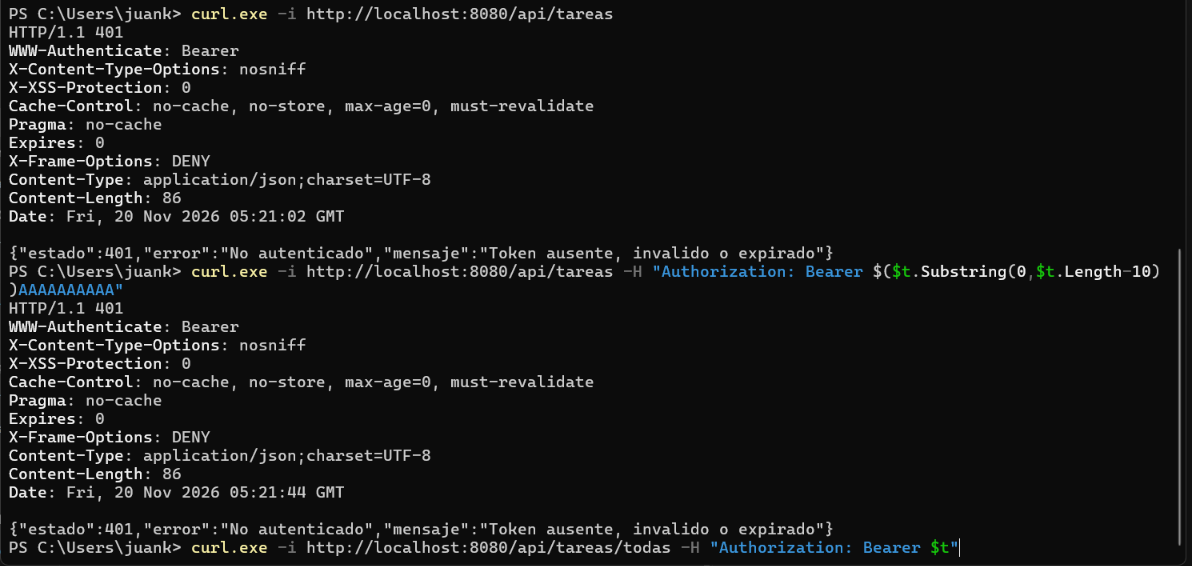 PS C:\Users\juank> curl.exe -i http://localhost:8080/api/tareas
HTTP/1.1 401
WWW-Authenticate: Bearer
X-Content-Type-Options: nosniff
X-XSS-Protection: 0
Cache-Control: no-cache, no-store, max-age=0, must-revalidate
Pragma: no-cache
Expires: 0
X-Frame-Options: DENY
Content-Type: application/json;charset=UTF-8
Content-Length: 86
Date: Fri, 20 Nov 2026 05:21:02 GMT

{"estado":401,"error":"No autenticado","mensaje":"Token ausente, invalido o expirado"}
PS C:\Users\juank> curl.exe -i http://localhost:8080/api/tareas -H "Authorization: Bearer $($t.Substring(0,$t.Length-10)
)AAAAAAAAAA"
HTTP/1.1 401
WWW-Authenticate: Bearer
X-Content-Type-Options: nosniff
X-XSS-Protection: 0
Cache-Control: no-cache, no-store, max-age=0, must-revalidate
Pragma: no-cache
Expires: 0
X-Frame-Options: DENY
Content-Type: application/json;charset=UTF-8
Content-Length: 86
Date: Fri, 20 Nov 2026 05:21:44 GMT

{"estado":401,"error":"No autenticado","mensaje":"Token ausente, invalido o expirado"}
PS C:\Users\juank> curl.exe -i http://localhost:8080/api/tareas/todas -H "Authorization: Bearer $t"